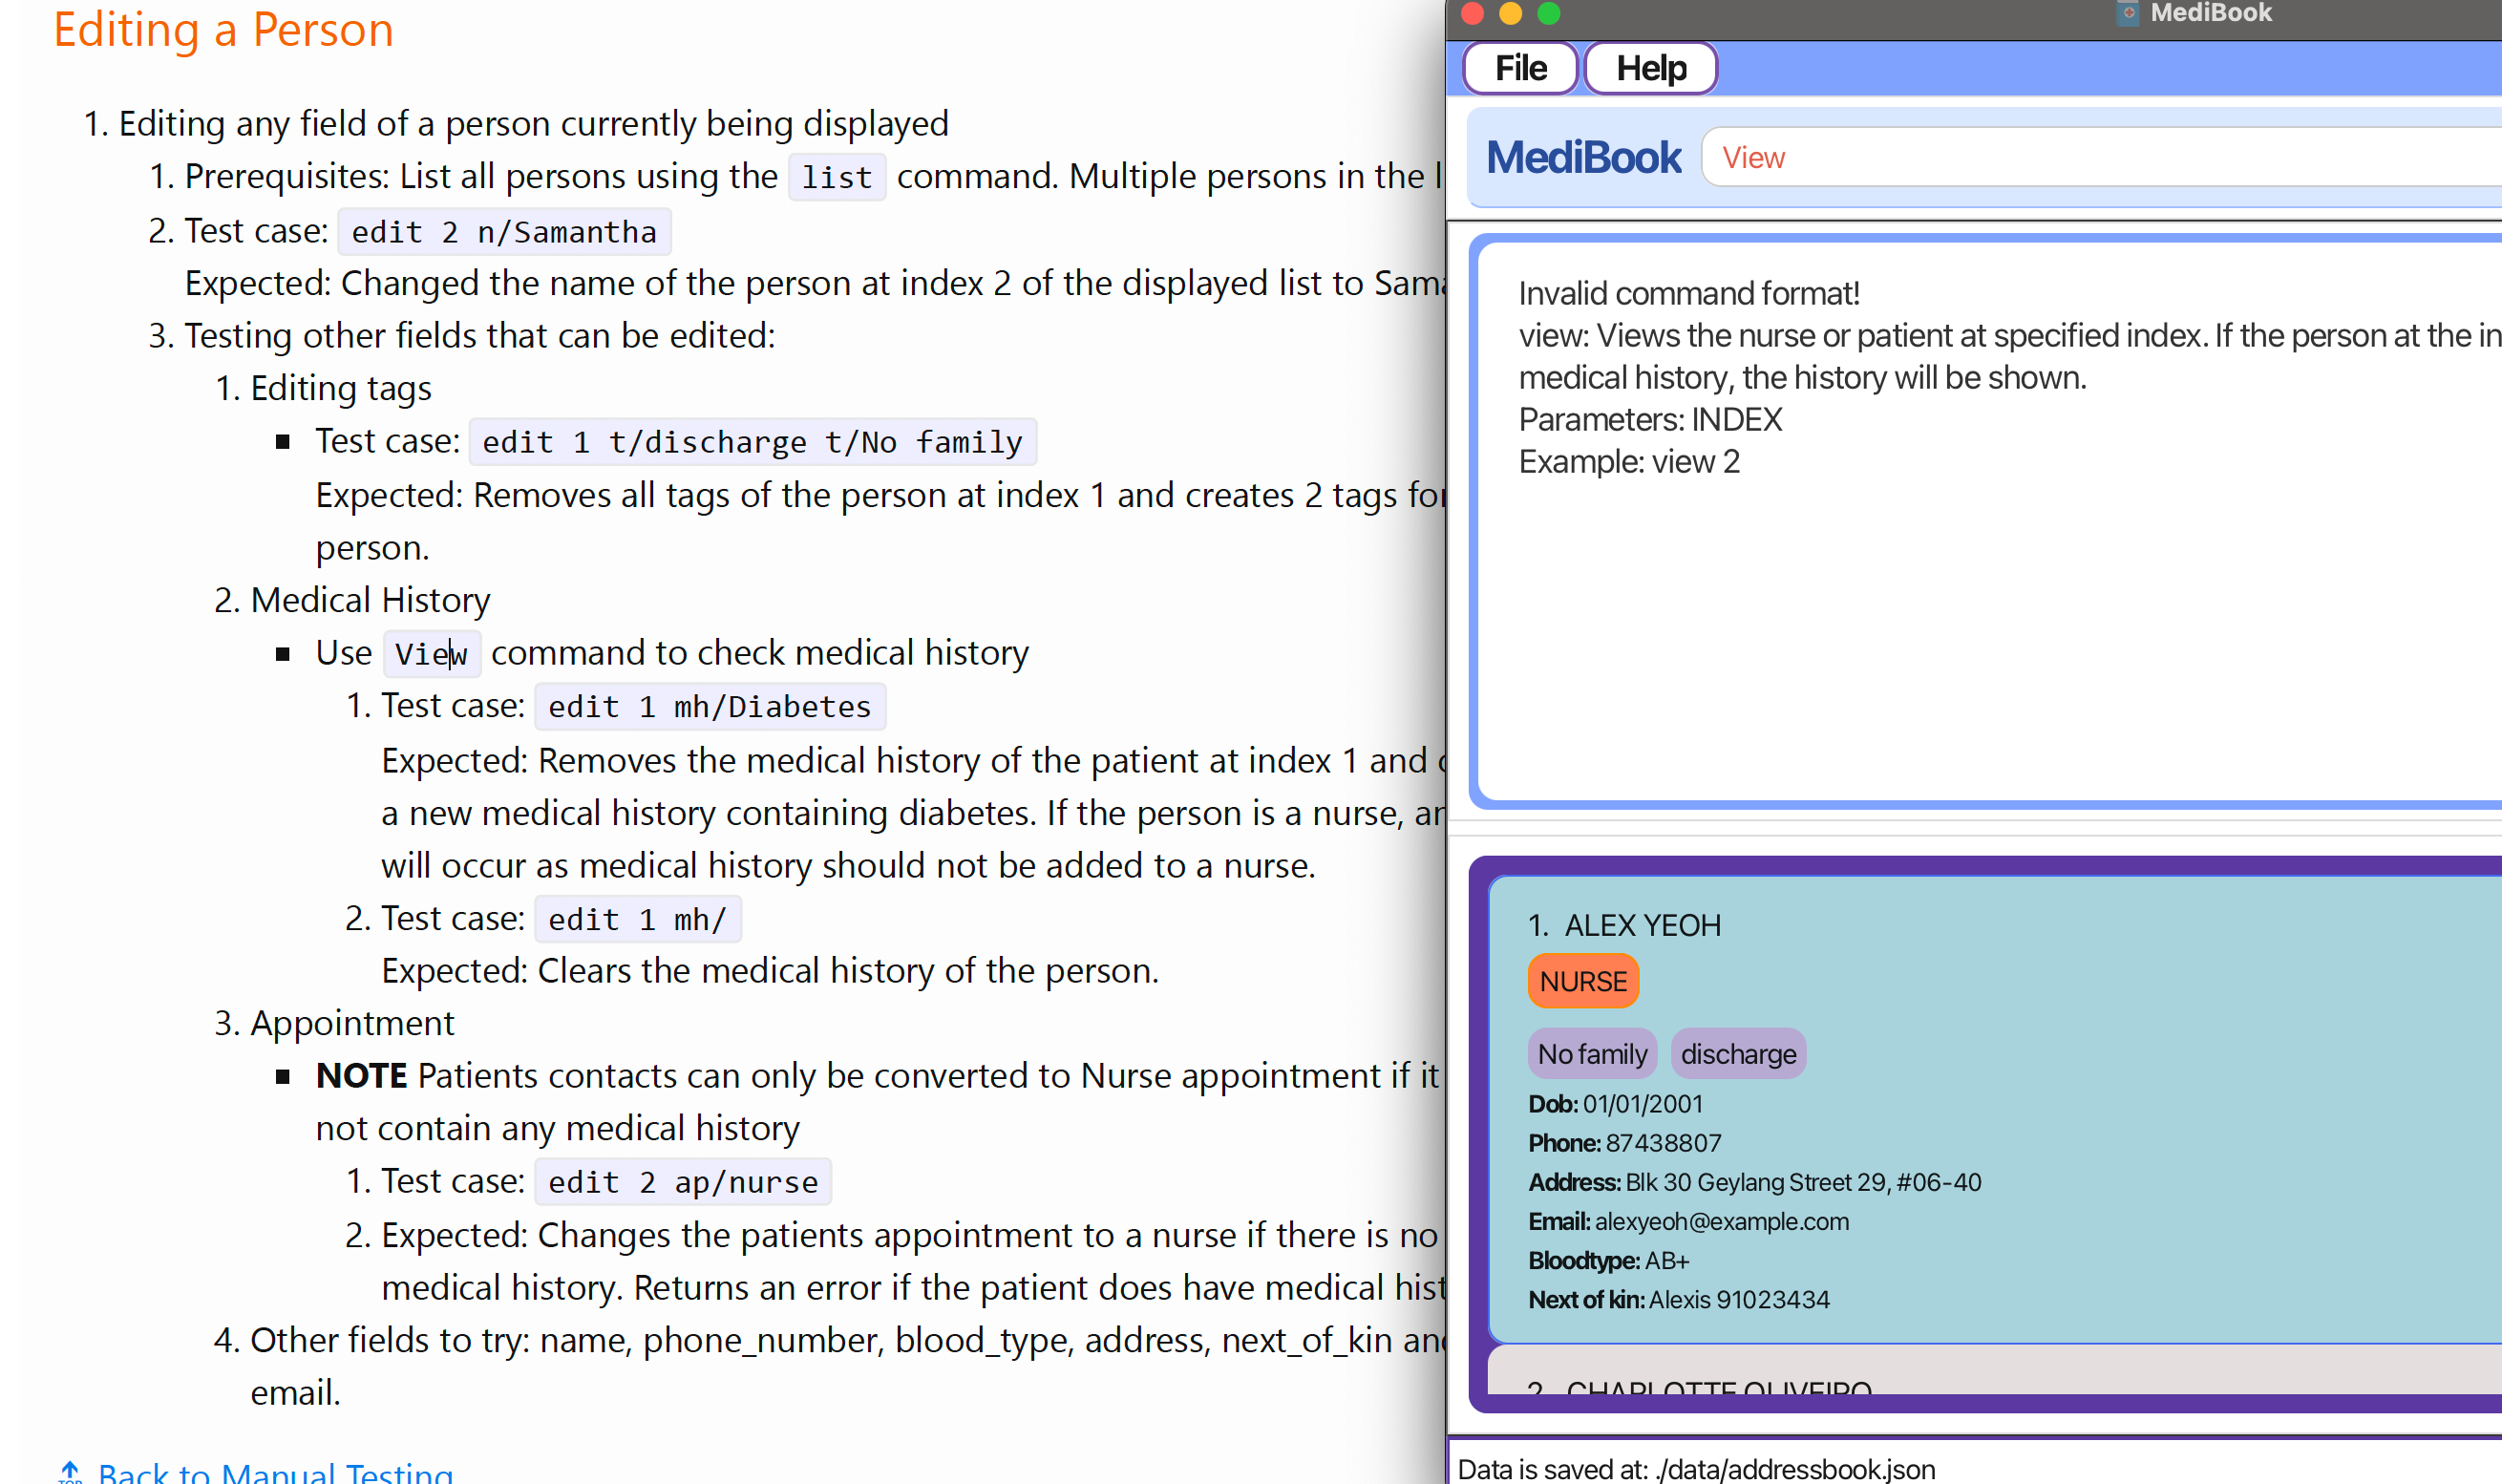 Editing a Person
1. Editing any field of a person currently being displayed
1. Prerequisites: List all persons using the list command. Multiple persons in the
2. Test case: edit 2 n/Samantha
Expected: Changed the name of the person at index 2 of the displayed list to
3. Testing other fields that can be edited:
1. Editing tags
■ Test case: edit 1 t/discharge t/No family
Expected: Removes all tags of the person at index 1 and creates 2 tags for
person.
2. Medical History
■ Use View command to check medical history
1. Test case: edit 1 mh/Diabetes
Expected: Removes the medical history of the patient at index 1 and
a new medical history containing diabetes. If the person is a nurse,
will occur as medical history should not be added to a nurse.
2. Test case: edit 1 mh/
Expected: Clears the medical history of the person.
3. Appointment
■ NOTE Patients contacts can only be converted to Nurse appointment if it
not contain any medical history
1. Test case: edit 2 ap/nurse
2. Expected: Changes the patients appointment to a nurse if there is no
medical history. Returns an error if the patient does have medical
4. Other fields to try: name, phone_number, blood_type, address, next_of_kin and
email.
Back to Manual Testing
MediBook
File Help
MediBook View
Invalid command format!
view: Views the nurse or patient at specified index. If the person at the in
medical history, the history will be shown.
Parameters: INDEX
Example: view 2
1. ALEX YEOH
NURSE
No family discharge
Dob: 01/01/2001
Phone: 87438807
Address: Blk 30 Geylang Street 29, #06-40
Email: alexyeoh@example.com
Bloodtype: AB+
Next of kin: Alexis 91023434
2. CHARLOTTE OLIVEIRO
Data is saved at: ./data/addressbook.json